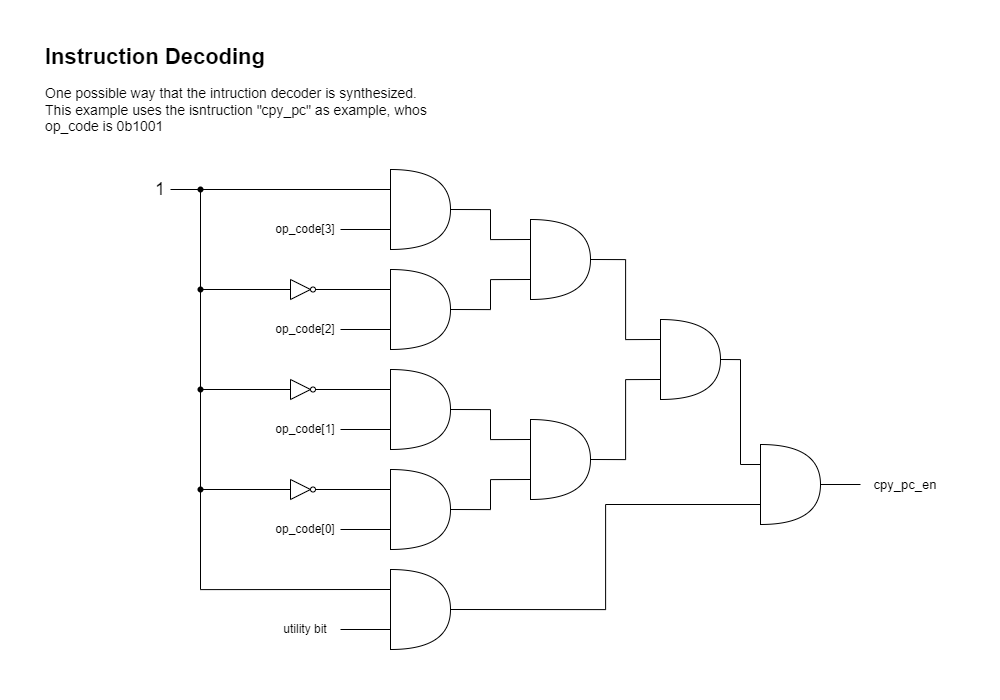 Instruction Decoding
One possible way that the intruction decoder is synthesized.
This example uses the isntruction "cpy_pc" as example, whos
op_code is 0b1001
1
op_code[3]
op_code[2]
op_code[1]
op_code[0]
cpy_pc_en
utility bit